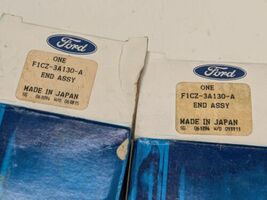 Ford
ONE
F1CZ-3A130-A
END ASSY
MADE IN JAPAN
Ford
ONE
F1CZ-3A130-A
END ASSY
MADE IN JAPAN